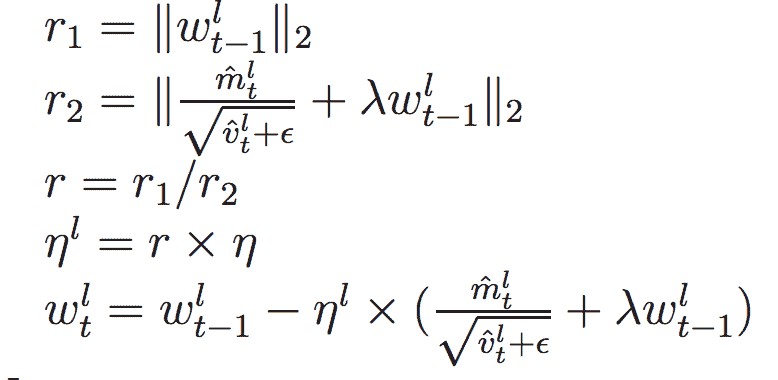 r_1 = \|w_{t-1}^l\|_2
r_2 = \|\frac{\hat{m}_t^l}{\sqrt{\hat{v}_t^l+\epsilon}} + \lambda w_{t-1}^l\|_2
r = r_1/r_2
\eta^l = r \times \eta
w_t^l = w_{t-1}^l - \eta^l \times (\frac{\hat{m}_t^l}{\sqrt{\hat{v}_t^l+\epsilon}} + \lambda w_{t-1}^l)